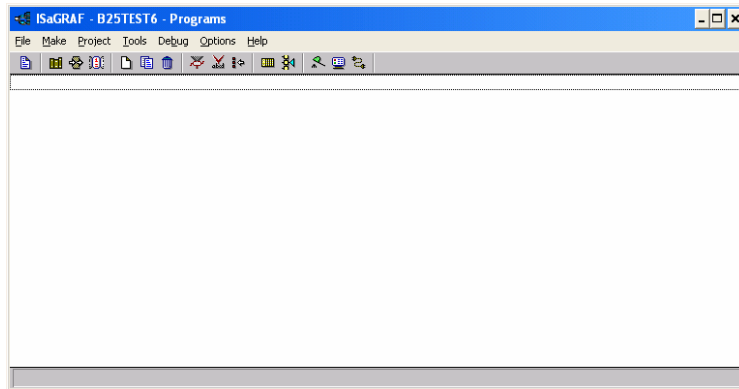 ISaGRAF - B25TEST6 - Programs
File Make Project Tools Debug Options Help